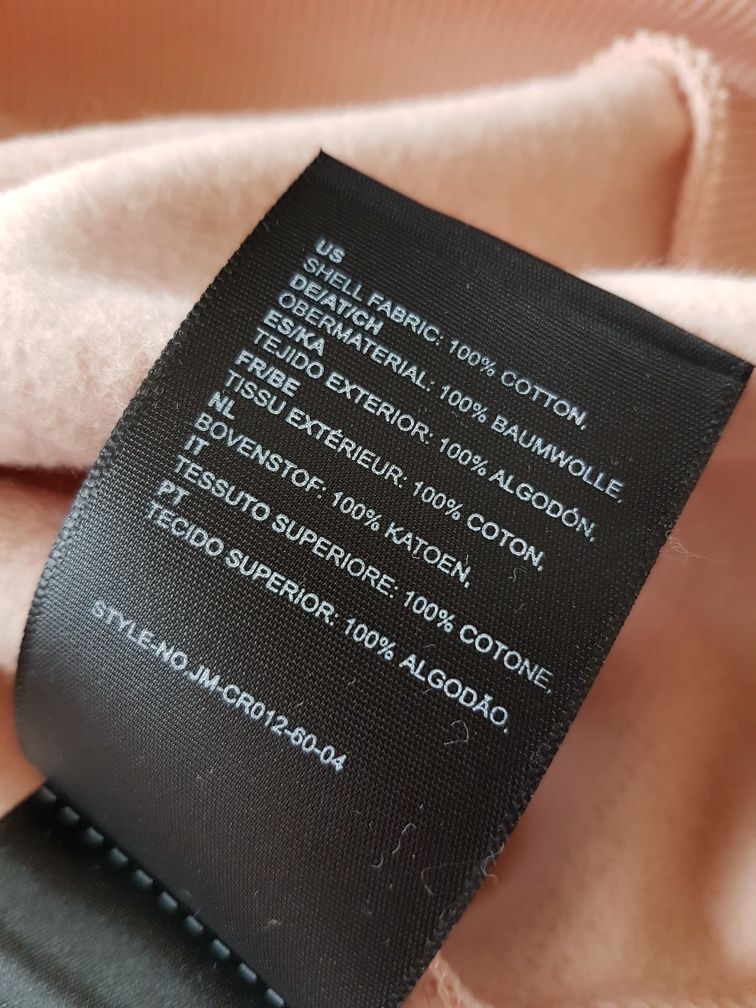 US
SHELL FABRIC: 100% COTTON,
DE/AT/CH
OBERMATERIAL: 100% BAUMWOLLE,
ES/KA
TEJIDO EXTERIOR: 100% ALGODÓN,
FR/BE
TISSU EXTÉRIEUR: 100% COTON,
NL
BOVENSTOF: 100% KATOEN,
IT
TESSUTO SUPERIORE: 100% COTONE,
PT
TECIDO SUPERIOR: 100% ALGODÃO,
STYLE-NO.JM-CR012-60-04